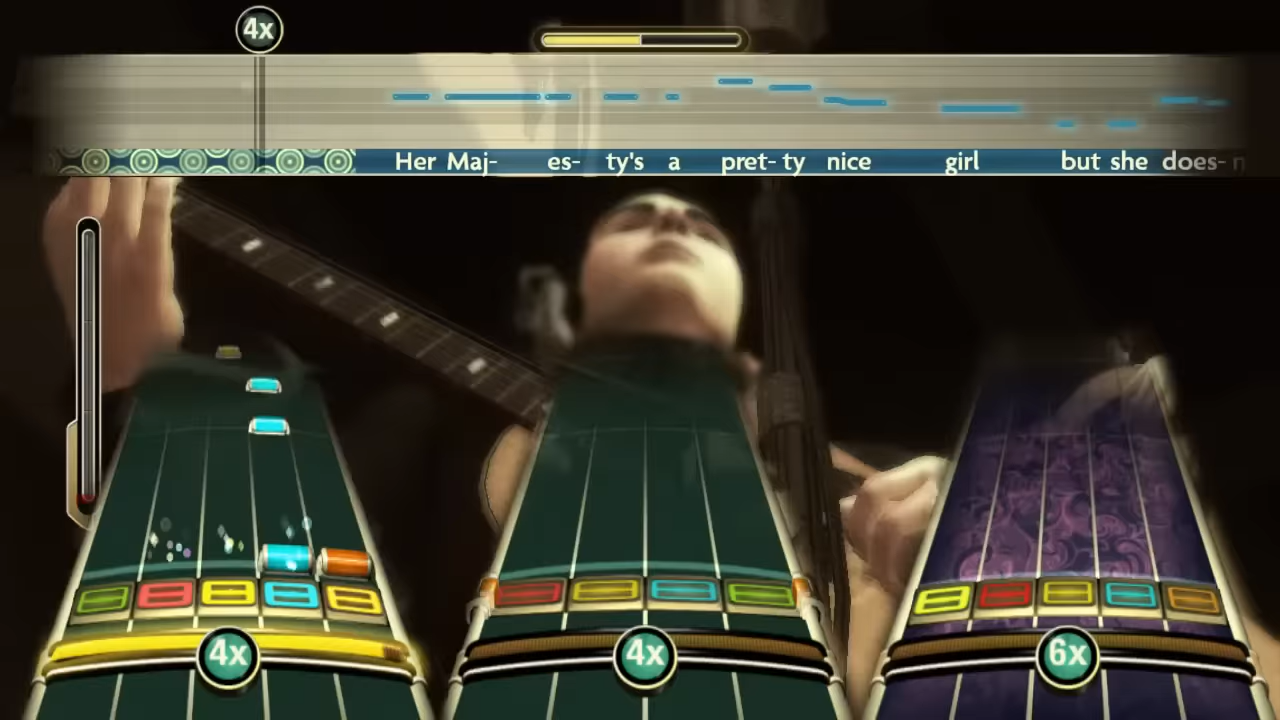 4x
Her Maj- es- ty's a pret- ty nice girl but she does-
4x 4x 6x